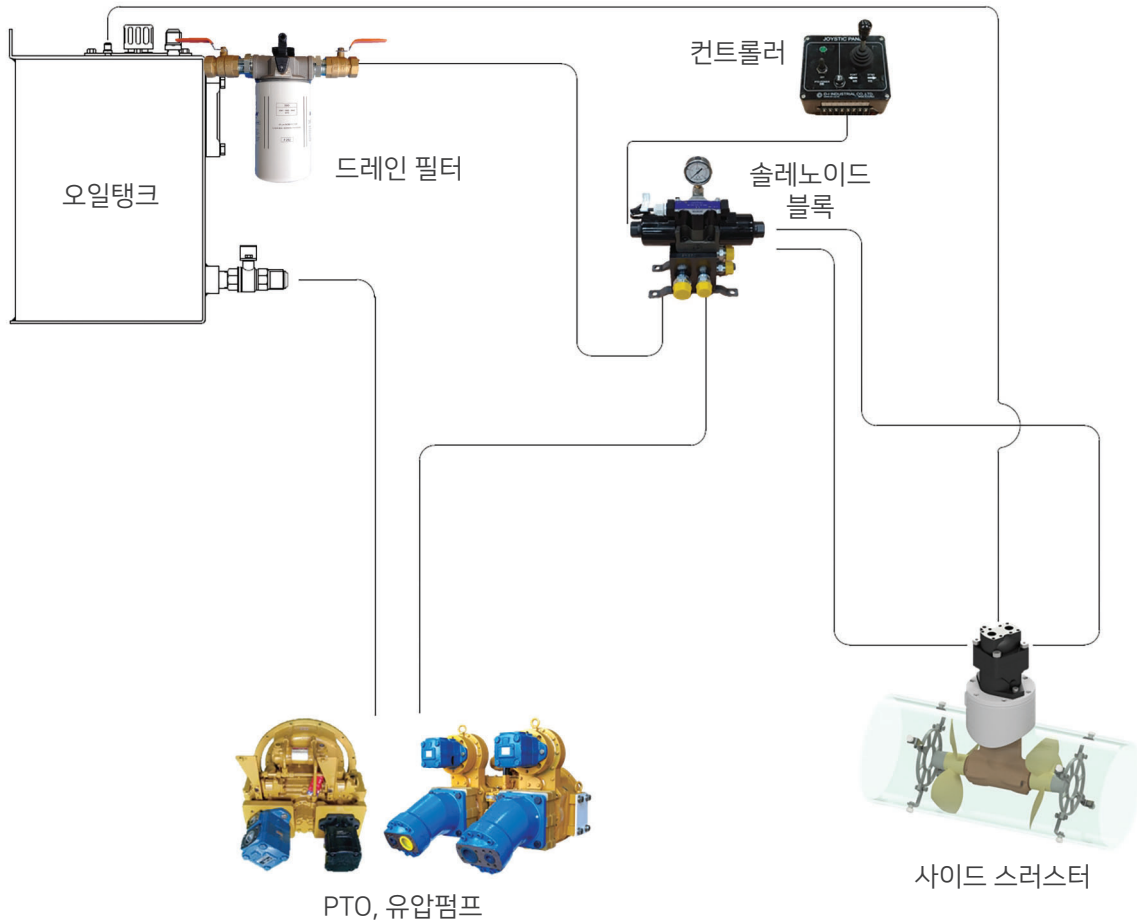 컨트롤러
JOYSTIC PANEL
드레인 필터
오일탱크
솔레노이드
블록
사이드 스러스터
PTO, 유압펌프